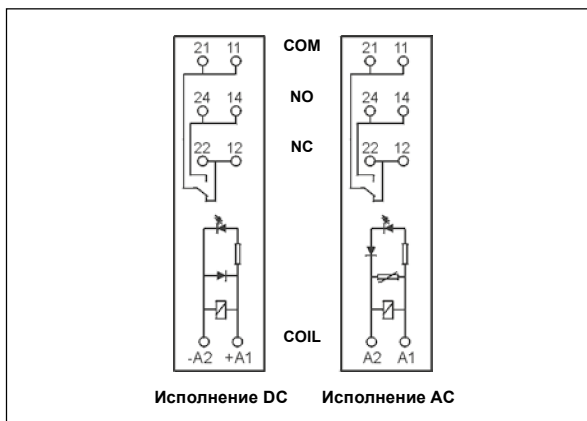 21 11 COM 21 11
24 14 NO 24 14
22 12 NC 22 12
COIL
-A2 +A1 A2 A1
Исполнение DC Исполнение AC